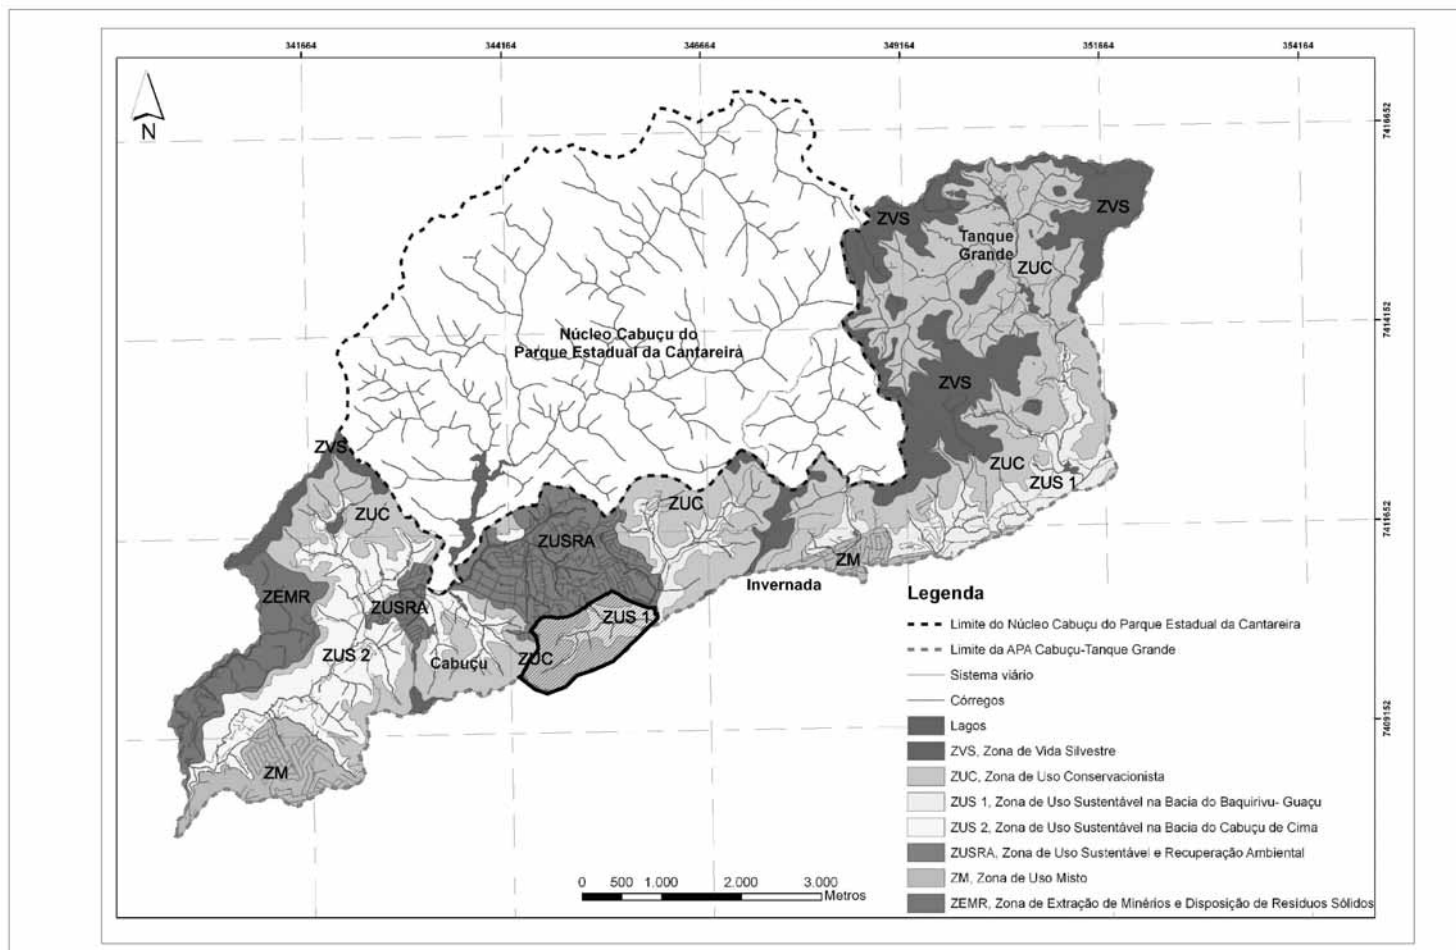 341664 344164 346664 349164 351664 354164
7416652
N
ZVS
ZVS
Tanque
Grande
ZUC
7414152
Núcleo Cabuçu do
Parque Estadual da Cantareira
ZVS
ZVS
ZUC
ZUS 1
ZUC
ZUC
7411652
ZUSRA
ZM
Invernada
ZEMR
ZUSRA
ZUS 1
ZUS 2
Cabuçu
ZUC
7409152
ZM
Legenda
Limite do Núcleo Cabuçu do Parque Estadual da Cantareira
Limite da APA Cabuçu-Tanque Grande
Sistema viário
Córregos
Lagos
ZVS, Zona de Vida Silvestre
ZUC, Zona de Uso Conservacionista
ZUS 1, Zona de Uso Sustentável na Bacia do Baquirivu- Guaçu
ZUS 2, Zona de Uso Sustentável na Bacia do Cabuçu de Cima
ZUSRA, Zona de Uso Sustentável e Recuperação Ambiental
ZM, Zona de Uso Misto
ZEMR, Zona de Extração de Minérios e Disposição de Resíduos Sólidos
0 500 1.000 2.000 3.000
Metros